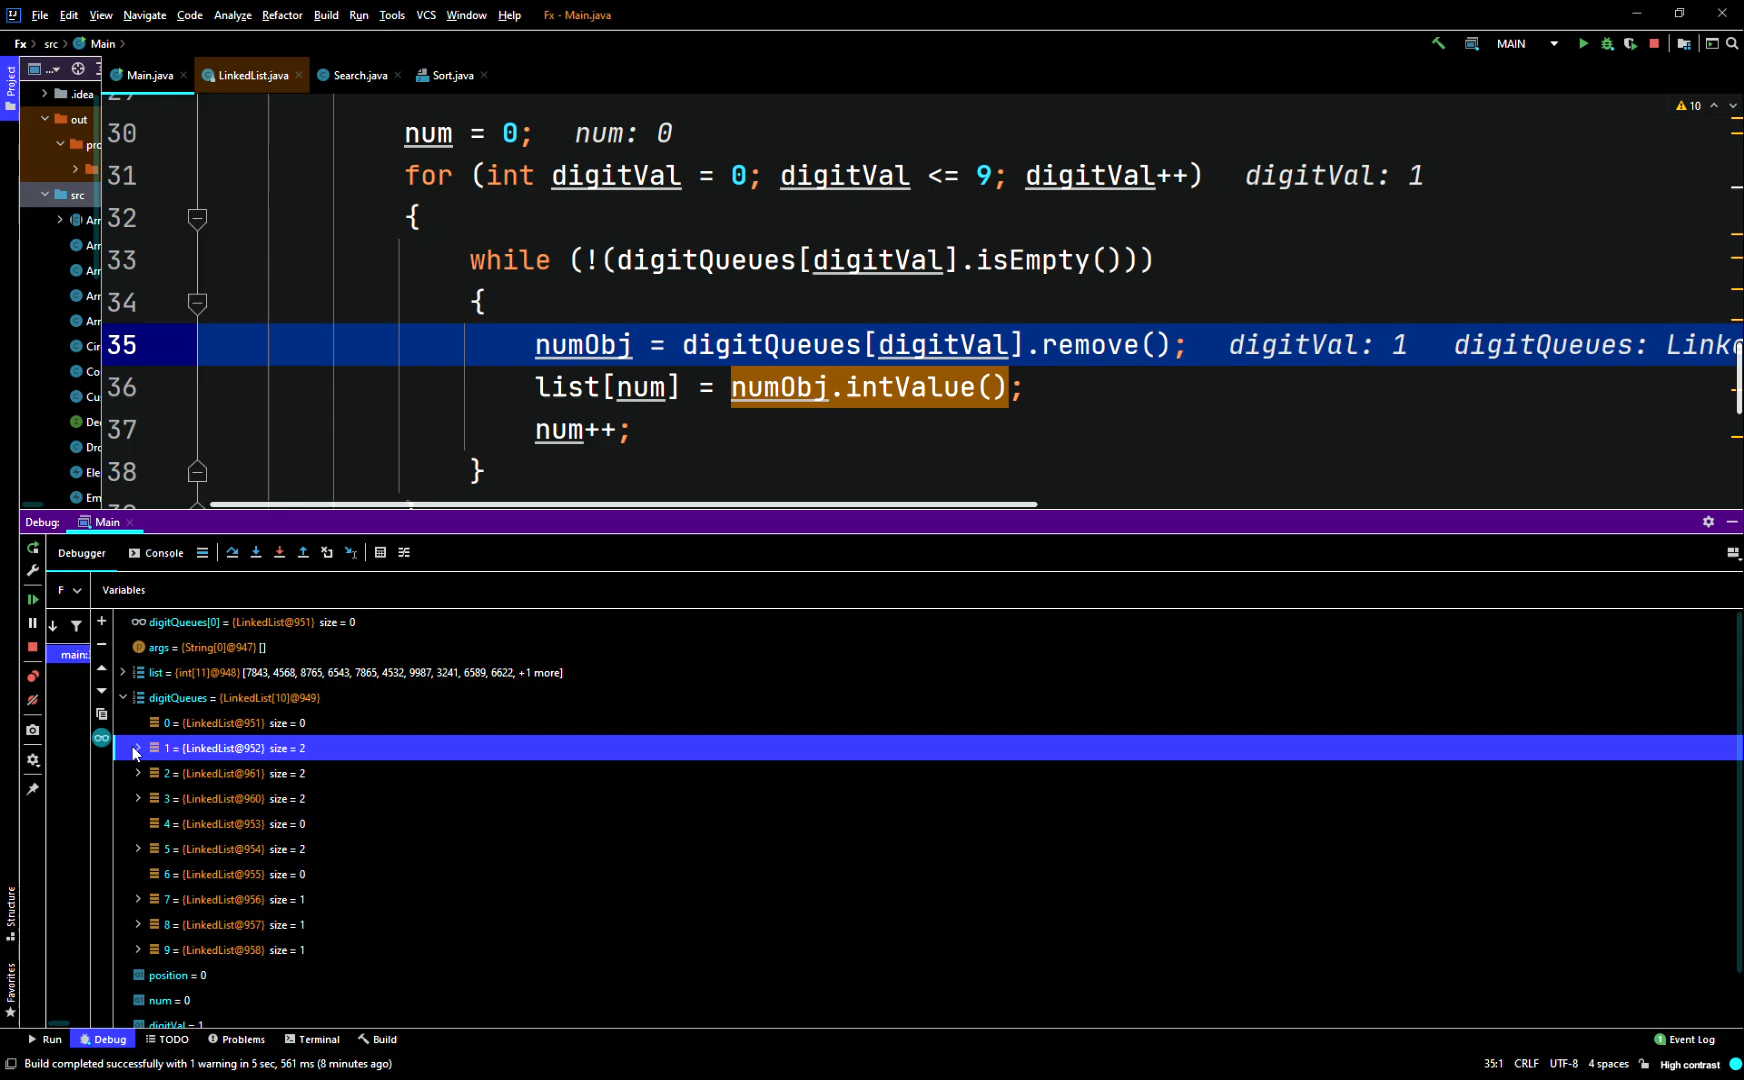 File Edit View Navigate Code Analyze Refactor Build Run Tools VCS Window Help Fx - Main.java
Fx src Main MAIN
Project ...
Main.java LinkedList.java Search.java Sort.java
10
.idea
out
src
30 num = 0; num: 0
31 for (int digitVal = 0; digitVal <= 9; digitVal++) digitVal: 1
32 {
33 while (!(digitQueues[digitVal].isEmpty()))
34 {
35 numObj = digitQueues[digitVal].remove(); digitVal: 1 digitQueues: Link
36 list[num] = numObj.intValue();
37 num++;
38 }
Debug: Main
Debugger Console
F Variables
main:
digitQueues[0] = {LinkedList@951} size = 0
args = {String[0]@947} []
list = {int[11]@948} [7843, 4568, 8765, 6543, 7865, 4532, 9987, 3241, 6589, 6622, +1 more]
digitQueues = {LinkedList[10]@949}
0 = {LinkedList@951} size = 0
1 = {LinkedList@952} size = 2
2 = {LinkedList@961} size = 2
3 = {LinkedList@960} size = 2
4 = {LinkedList@953} size = 0
5 = {LinkedList@954} size = 2
6 = {LinkedList@955} size = 0
7 = {LinkedList@956} size = 1
8 = {LinkedList@957} size = 1
9 = {LinkedList@958} size = 1
position = 0
num = 0
digitVal = 1
Structure
Favorites
Run Debug TODO Problems Terminal Build 1 Event Log
Build completed successfully with 1 warning in 5 sec, 561 ms (8 minutes ago) 35:1 CRLF UTF-8 4 spaces High contrast